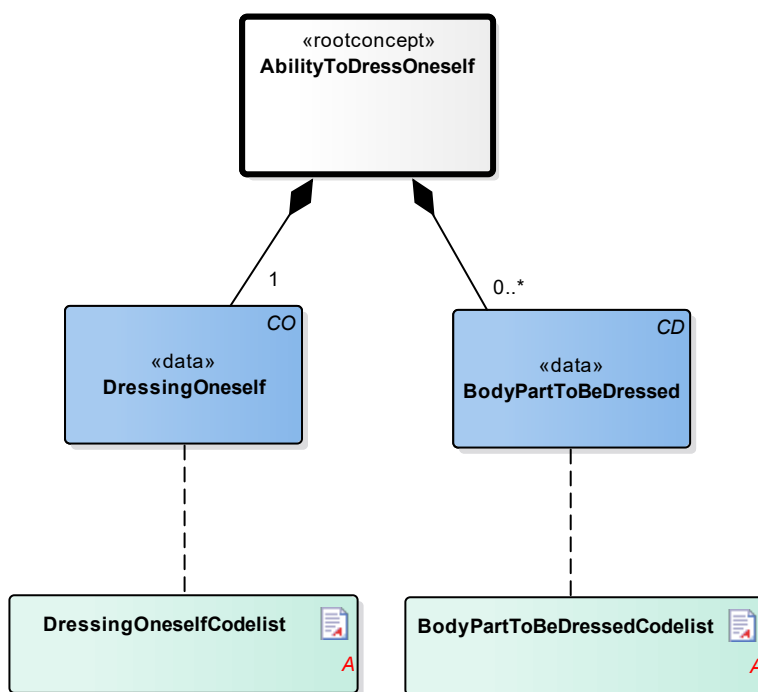 «rootconcept»
AbilityToDressOneself
1
0..*
CO
«data»
DressingOneself
CD
«data»
BodyPartToBeDressed
DressingOneselfCodelist
A
BodyPartToBeDressedCodelist
A